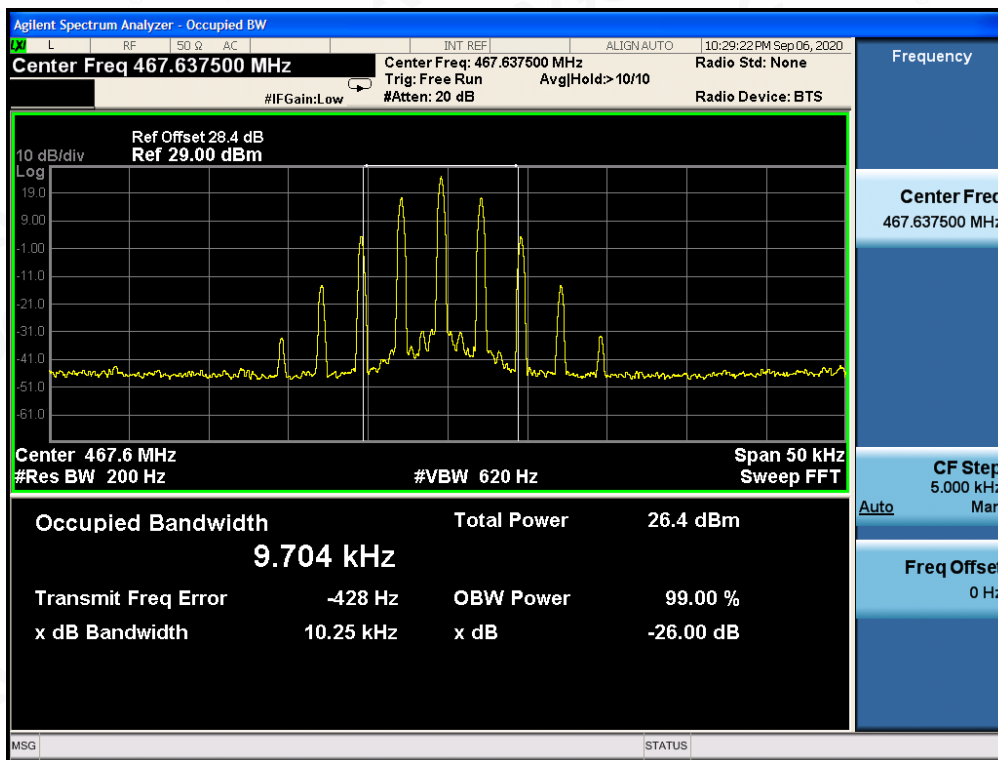 Agilent Spectrum Analyzer - Occupied BW
LXI L RF 50 Ω AC INT REF ALIGN AUTO 10:29:22 PM Sep 06, 2020
Center Freq 467.637500 MHz
Center Freq: 467.637500 MHz Radio Std: None
Trig: Free Run Avg|Hold:> 10/10
#IFGain:Low #Atten: 20 dB Radio Device: BTS
Frequency
Ref Offset 28.4 dB
10 dB/div Ref 29.00 dBm
Log
19.0
9.00
-1.00
-11.0
-21.0
-31.0
-41.0
-51.0
-61.0
Center 467.6 MHz Span 50 kHz
#Res BW 200 Hz #VBW 620 Hz Sweep FFT
Occupied Bandwidth Total Power 26.4 dBm
9.704 kHz
Transmit Freq Error -428 Hz OBW Power 99.00 %
x dB Bandwidth 10.25 kHz x dB -26.00 dB
Center Freq
467.637500 MHz
CF Step
5.000 kHz
Auto Man
Freq Offset
0 Hz
MSG STATUS